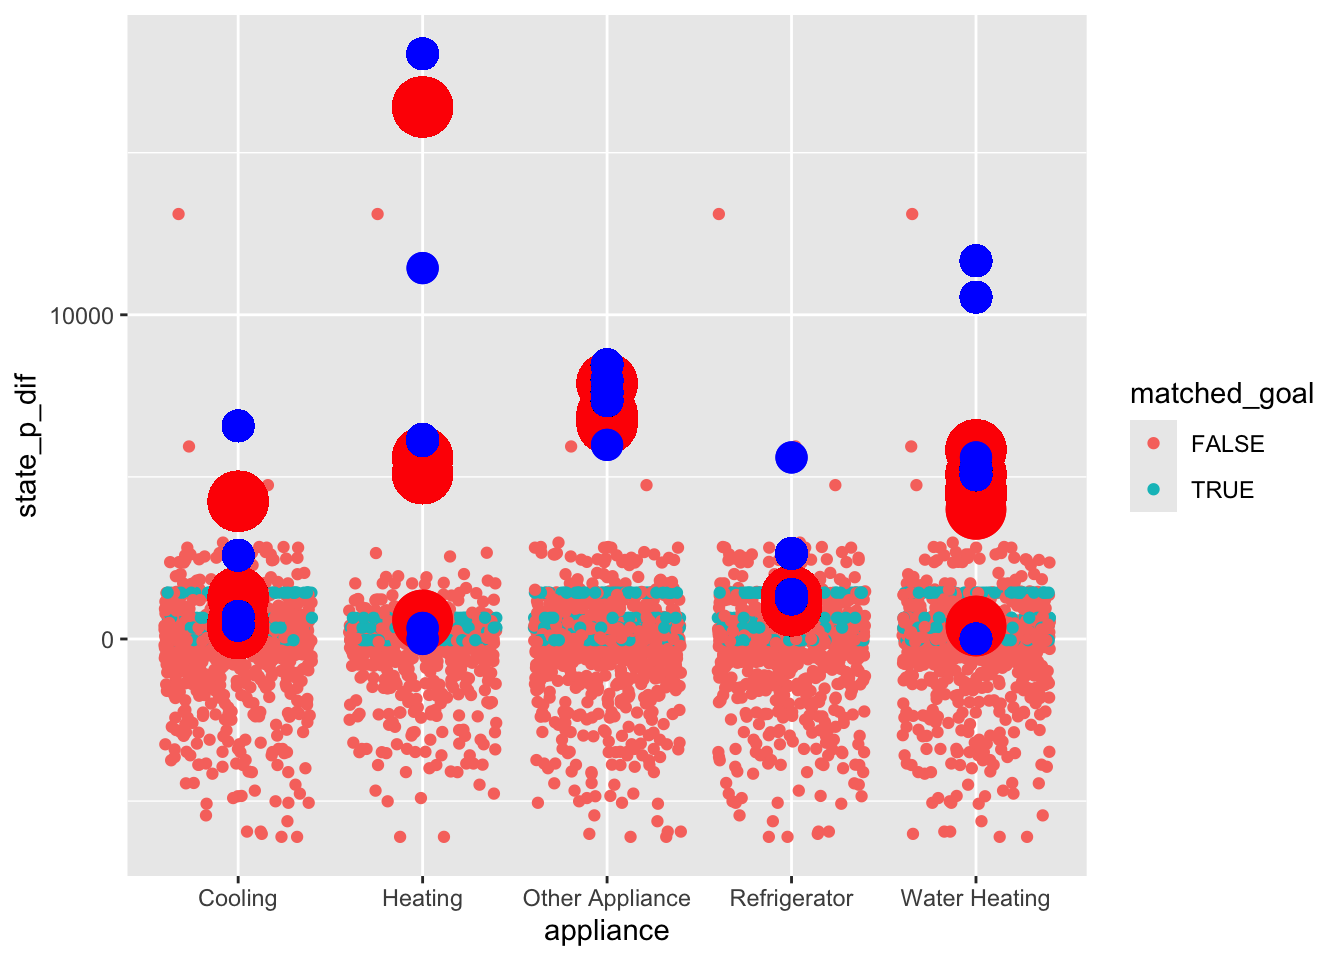 10000
0
state_p_dif
Cooling
Heating
Other Appliance
Refrigerator
Water Heating
appliance
matched_goal
FALSE
TRUE